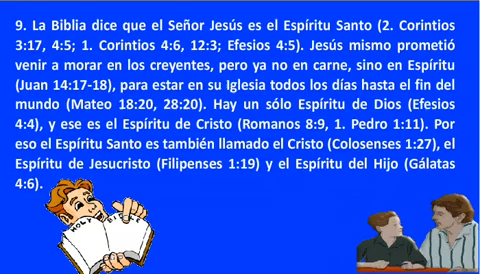 9. La Biblia dice que el Señor Jesús es el Espíritu Santo (2. Corintios
3:17, 4:5; 1. Corintios 4:6, 12:3; Efesios 4:5). Jesús mismo prometió
venir a morar en los creyentes, pero ya no en carne, sino en Espíritu
(Juan 14:17-18), para estar en su Iglesia todos los días hasta el fin del
mundo (Mateo 18:20, 28:20). Hay un sólo Espíritu de Dios (Efesios
4:4), y ese es el Espíritu de Cristo (Romanos 8:9, 1. Pedro 1:11). Por
eso el Espíritu Santo es también llamado el Cristo (Colosenses 1:27), el
Espíritu de Jesucristo (Filipenses 1:19) y el Espíritu del Hijo (Gálatas
4:6).
HOLY BIBLE